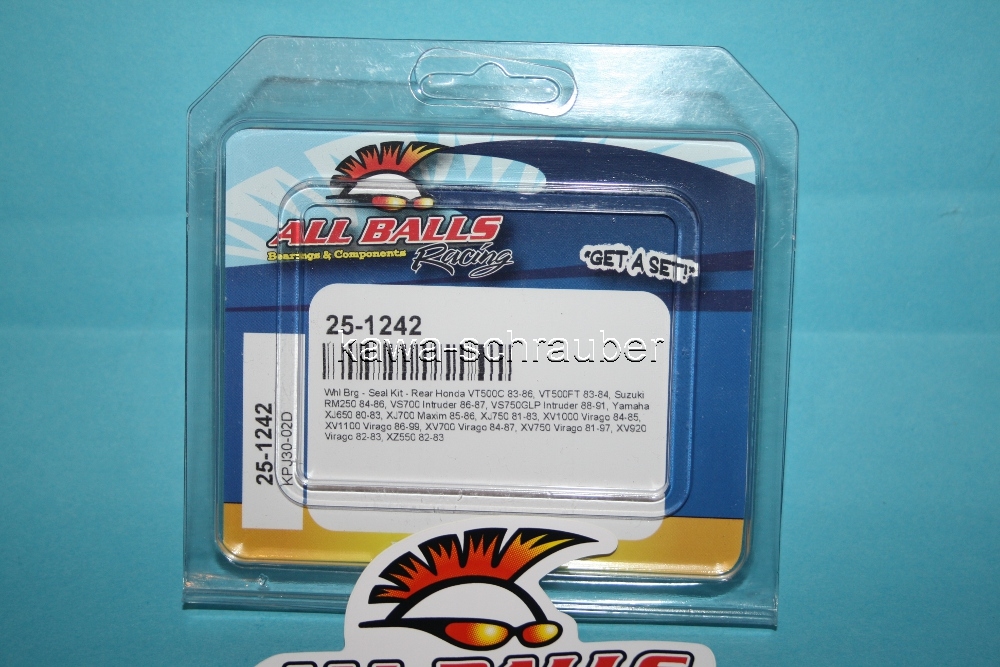 ALL BALLS
Racing
Bearings & Components
"GET A SET!"
25-1242
kawa-schrauber
Whl Brg - Seal Kit - Rear Honda VT500C 83-86, VT500FT 83-84, Suzuki
RM250 84-86, VS700 Intruder 86-87, VS750GLP Intruder 88-91, Yamaha
XJ650 80-83, XJ700 Maxim 85-86, XJ750 81-83, XV1000 Virago 84-85,
XV1100 Virago 86-99, XV700 Virago 84-87, XV750 Virago 81-97, XV920
Virago 82-83, XZ550 82-83
25-1242
KPJ30-02D
ALL BALLS